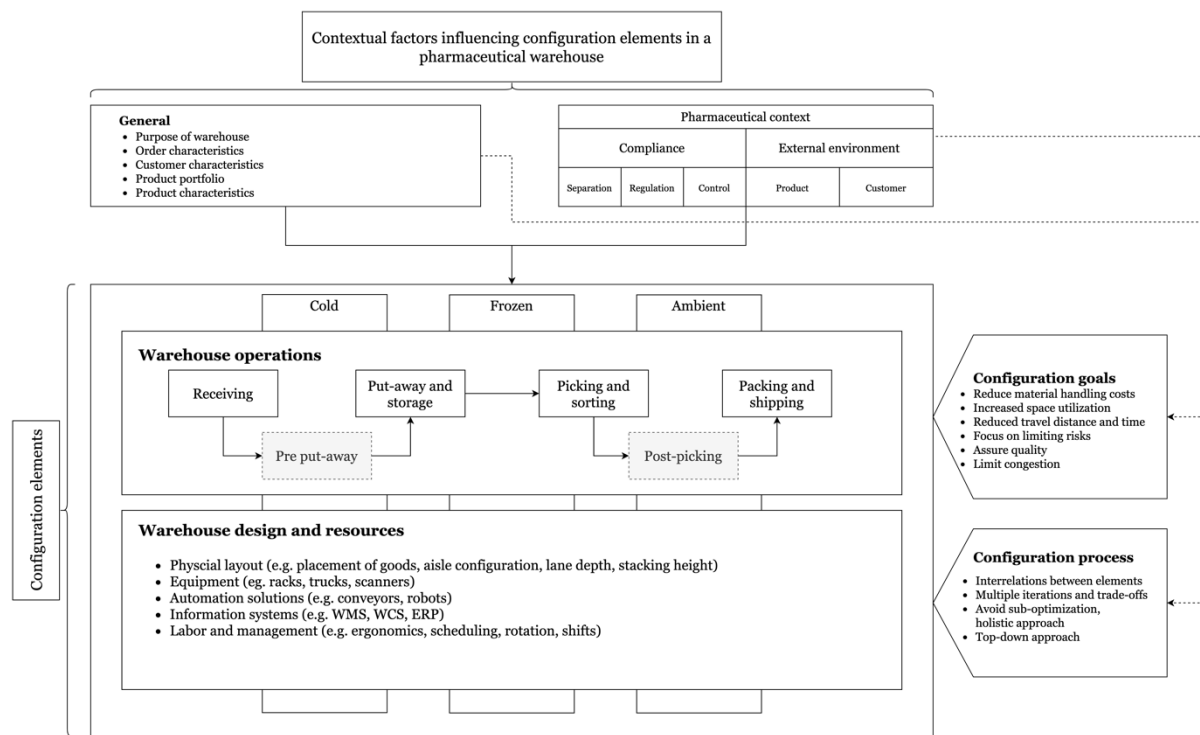 Contextual factors influencing configuration elements in a
pharmaceutical warehouse
General
• Purpose of warehouse
• Order characteristics
• Customer characteristics
• Product portfolio
• Product characteristics
Pharmaceutical context
Compliance
External environment
Separation
Regulation
Control
Product
Customer
Configuration elements
Cold
Frozen
Ambient
Warehouse operations
Receiving
Pre put-away
Put-away and
storage
Picking and
sorting
Post-picking
Packing and
shipping
Warehouse design and resources
• Physcial layout (e.g. placement of goods, aisle configuration, lane depth, stacking height)
• Equipment (eg. racks, trucks, scanners)
• Automation solutions (e.g. conveyors, robots)
• Information systems (e.g. WMS, WCS, ERP)
• Labor and management (e.g. ergonomics, scheduling, rotation, shifts)
Configuration goals
• Reduce material handling costs
• Increased space utilization
• Reduced travel distance and time
• Focus on limiting risks
• Assure quality
• Limit congestion
Configuration process
• Interrelations between elements
• Multiple iterations and trade-offs
• Avoid sub-optimization,
holistic approach
• Top-down approach